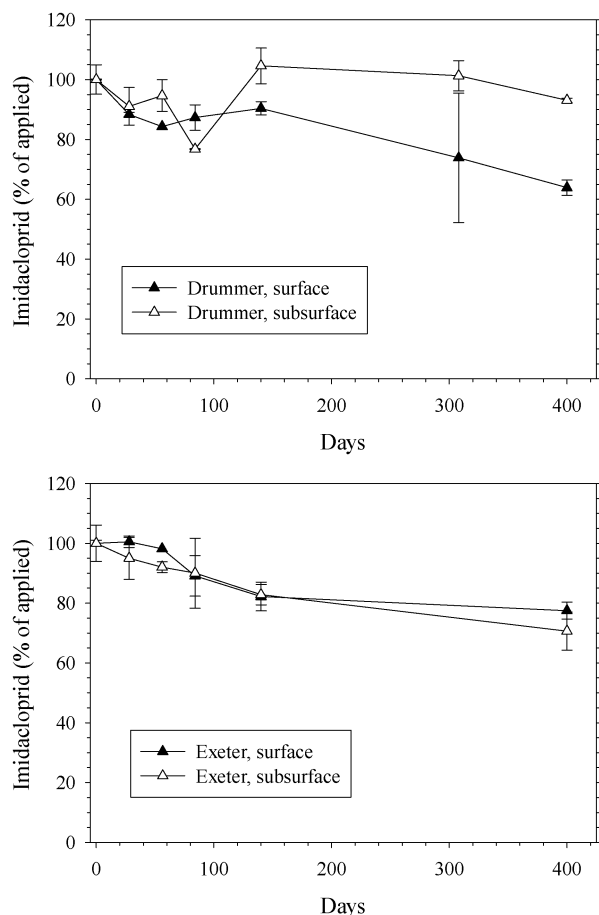 120
100
80
60
40
20
0
Imidacloprid (% of applied)
Drummer, surface
Drummer, subsurface
0 100 200 300 400
Days
120
100
80
60
40
20
0
Imidacloprid (% of applied)
Exeter, surface
Exeter, subsurface
0 100 200 300 400
Days